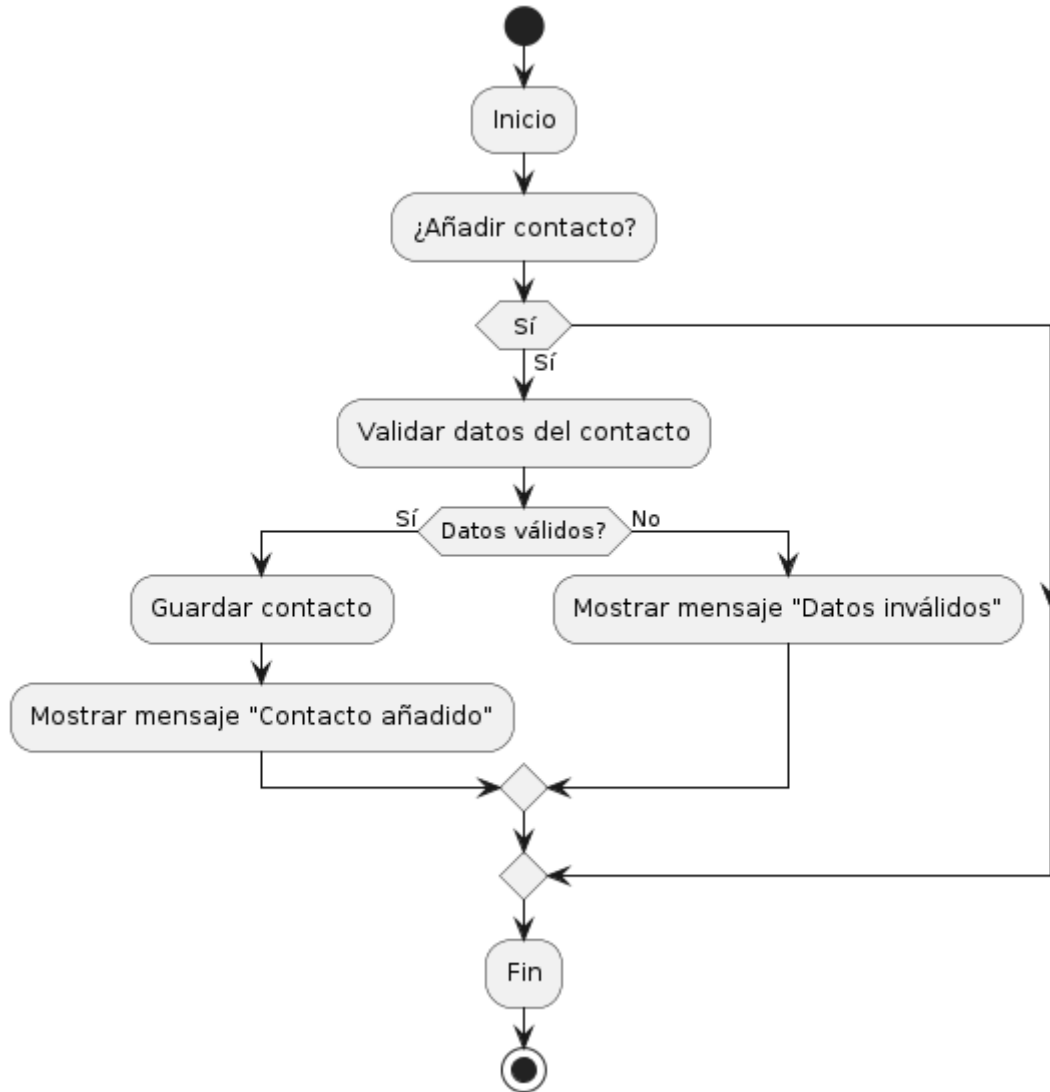 Inicio
¿Añadir contacto?
Sí
Sí
Validar datos del contacto
Sí
Datos válidos?
No
Guardar contacto
Mostrar mensaje "Datos inválidos"
Mostrar mensaje "Contacto añadido"
Fin